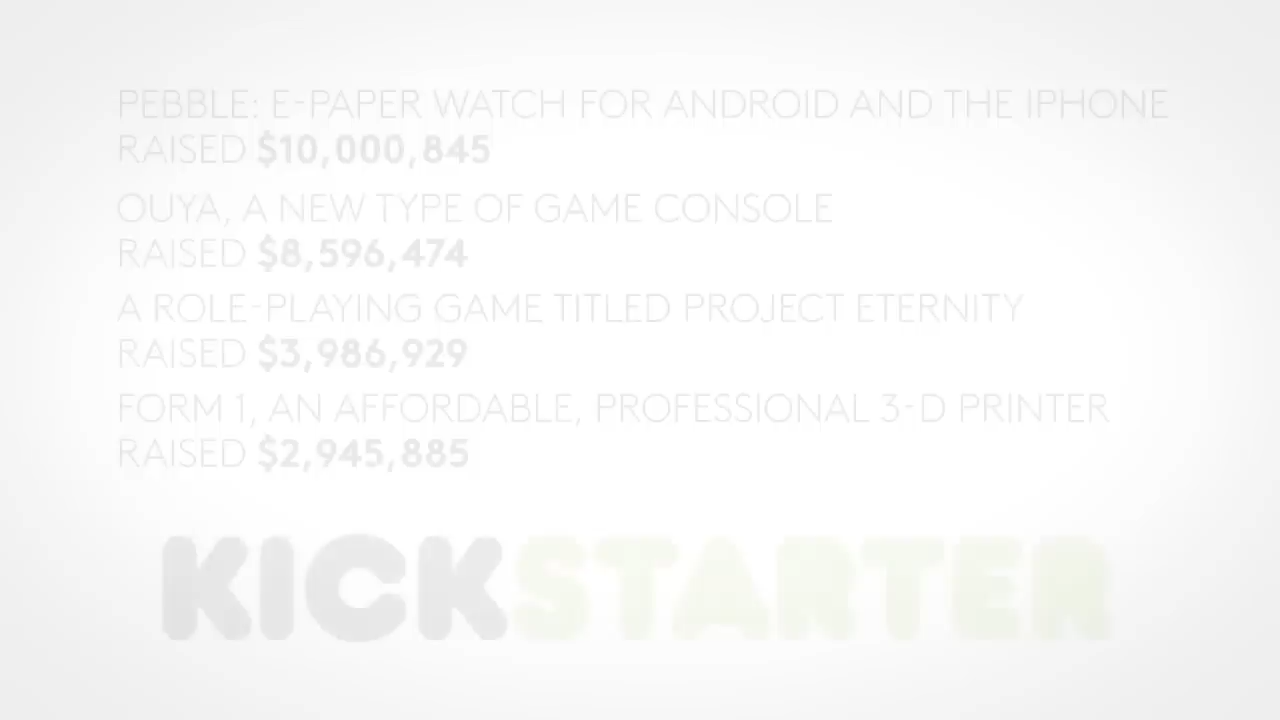 PEBBLE: E-PAPER WATCH FOR ANDROID AND THE IPHONE
RAISED $10,000,845
OUYA, A NEW TYPE OF GAME CONSOLE
RAISED $8,596,474
A ROLE-PLAYING GAME TITLED PROJECT ETERNITY
RAISED $3,986,929
FORM 1, AN AFFORDABLE, PROFESSIONAL 3-D PRINTER
RAISED $2,945,885
KICKSTARTER